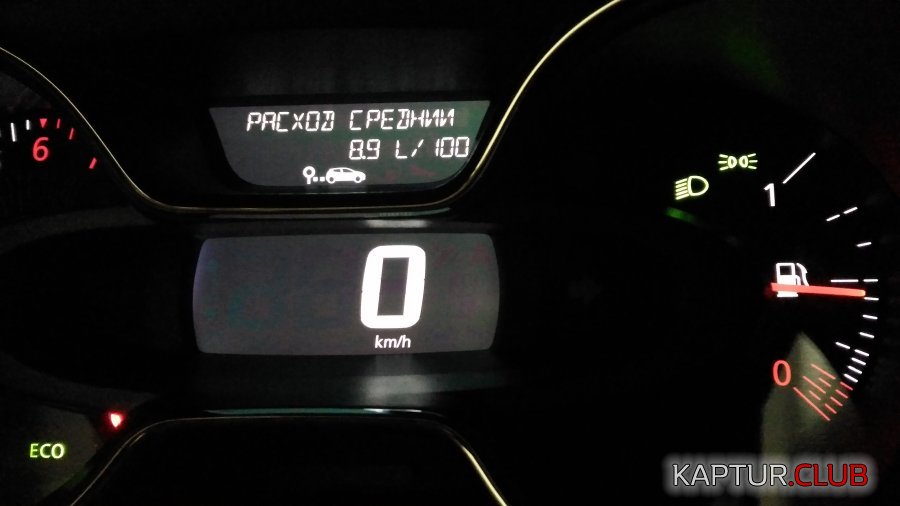 РАСХОД СРЕДНИЙ
8.9 L/100
6
1
0
km/h
0
ECO
KAPTUR.CLUB